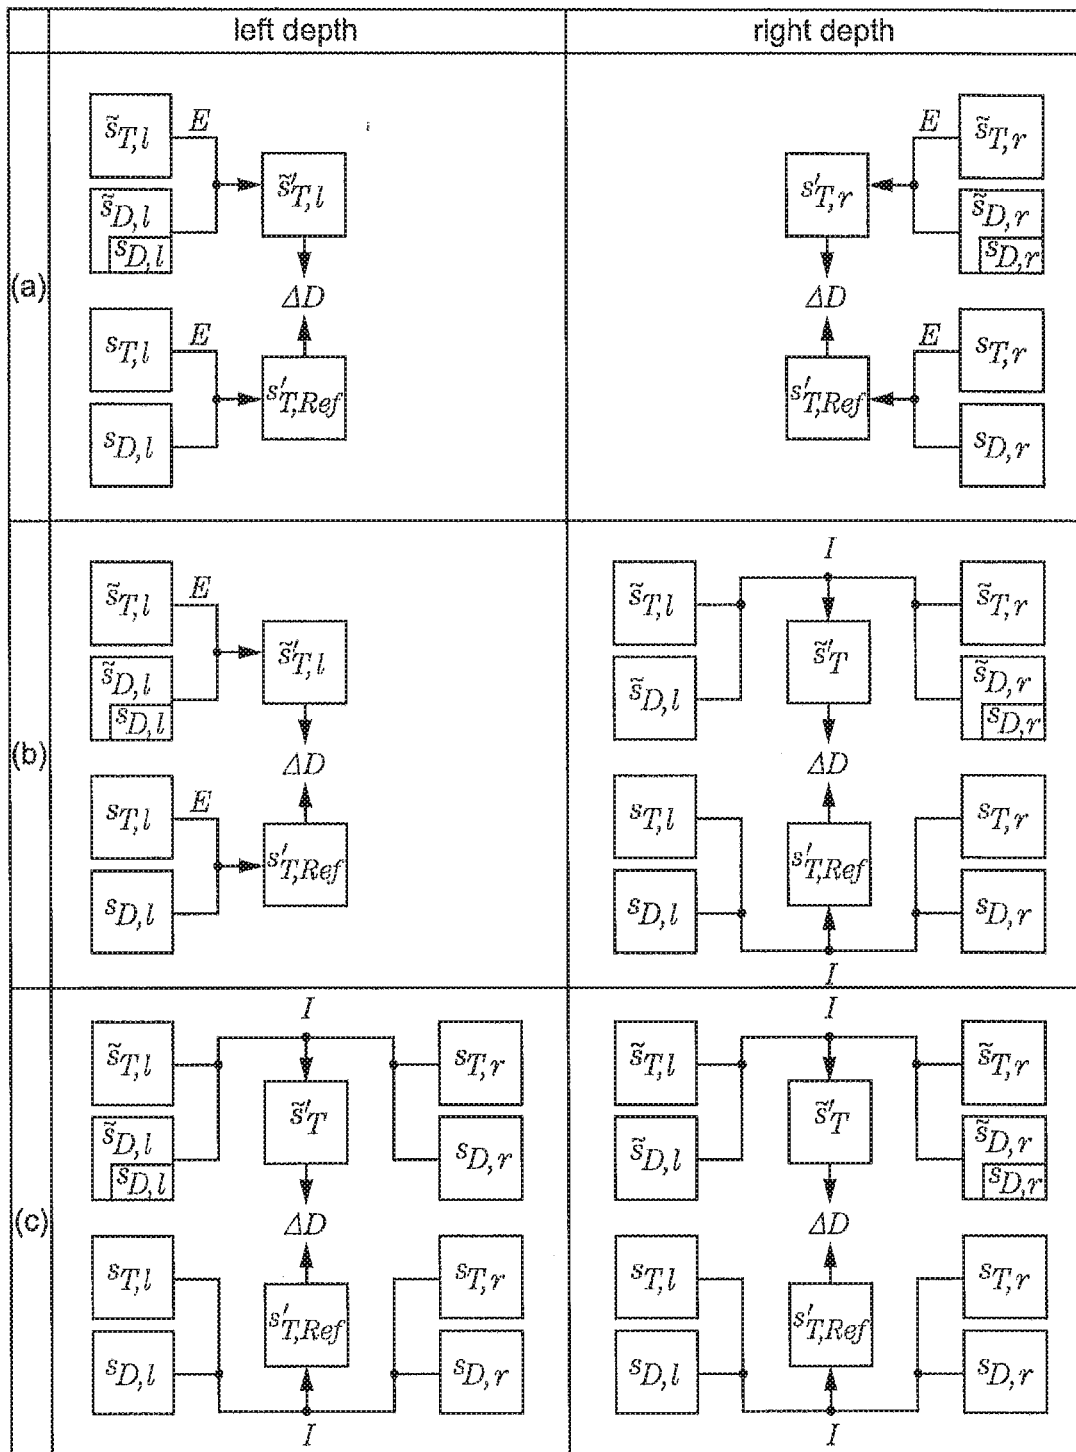 left depth
right depth
(a)
s̃T,l
E
s̃D,l
sD,l
s̃′T,l
ΔD
sT,l
E
sD,l
s′T,Ref
E
s̃T,r
s̃D,r
sD,r
s′T,r
ΔD
E
sT,r
sD,r
s′T,Ref
(b)
s̃T,l
E
s̃D,l
sD,l
s̃′T,l
ΔD
sT,l
E
sD,l
s′T,Ref
I
s̃T,l
s̃D,l
s̃′T
s̃T,r
s̃D,r
sD,r
ΔD
sT,l
sD,l
s′T,Ref
sT,r
sD,r
I
(c)
I
s̃T,l
s̃D,l
sD,l
s̃′T
sT,r
sD,r
ΔD
sT,l
sD,l
s′T,Ref
sT,r
sD,r
I
I
s̃T,l
s̃D,l
s̃′T
s̃T,r
s̃D,r
sD,r
ΔD
sT,l
sD,l
s′T,Ref
sT,r
sD,r
I